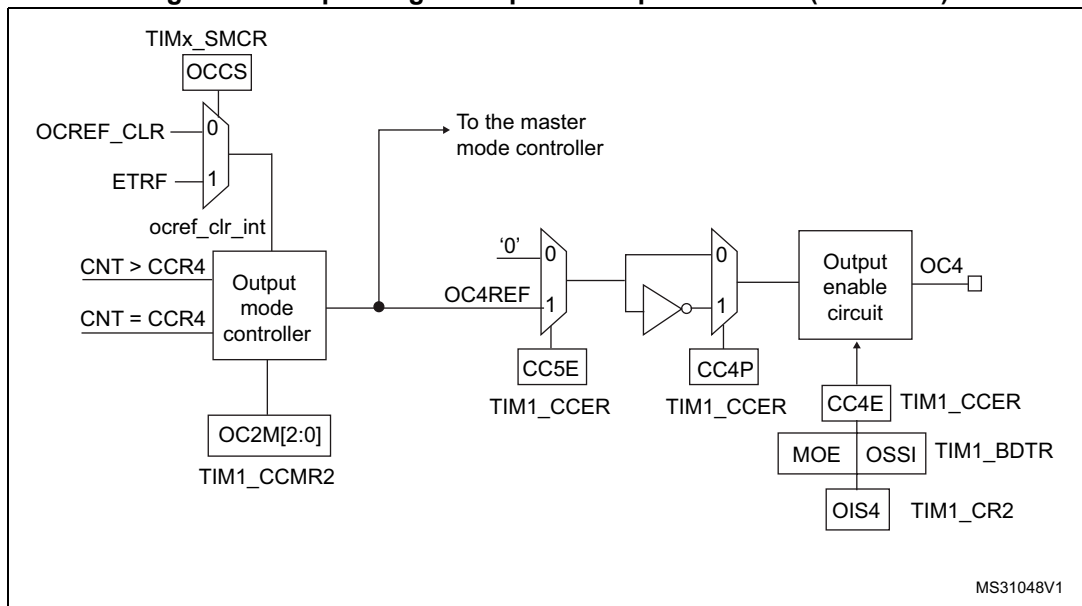 TIMx_SMCR
OCCS
OCREF_CLR
0
ETRF
1
ocref_clr_int
To the master
mode controller
CNT > CCR4
CNT = CCR4
Output
mode
controller
OC2M[2:0]
TIM1_CCMR2
'0'
0
OC4REF
1
CC5E
TIM1_CCER
0
1
CC4P
TIM1_CCER
Output
enable
circuit
OC4
CC4E
TIM1_CCER
MOE
OSSI
TIM1_BDTR
OIS4
TIM1_CR2
MS31048V1